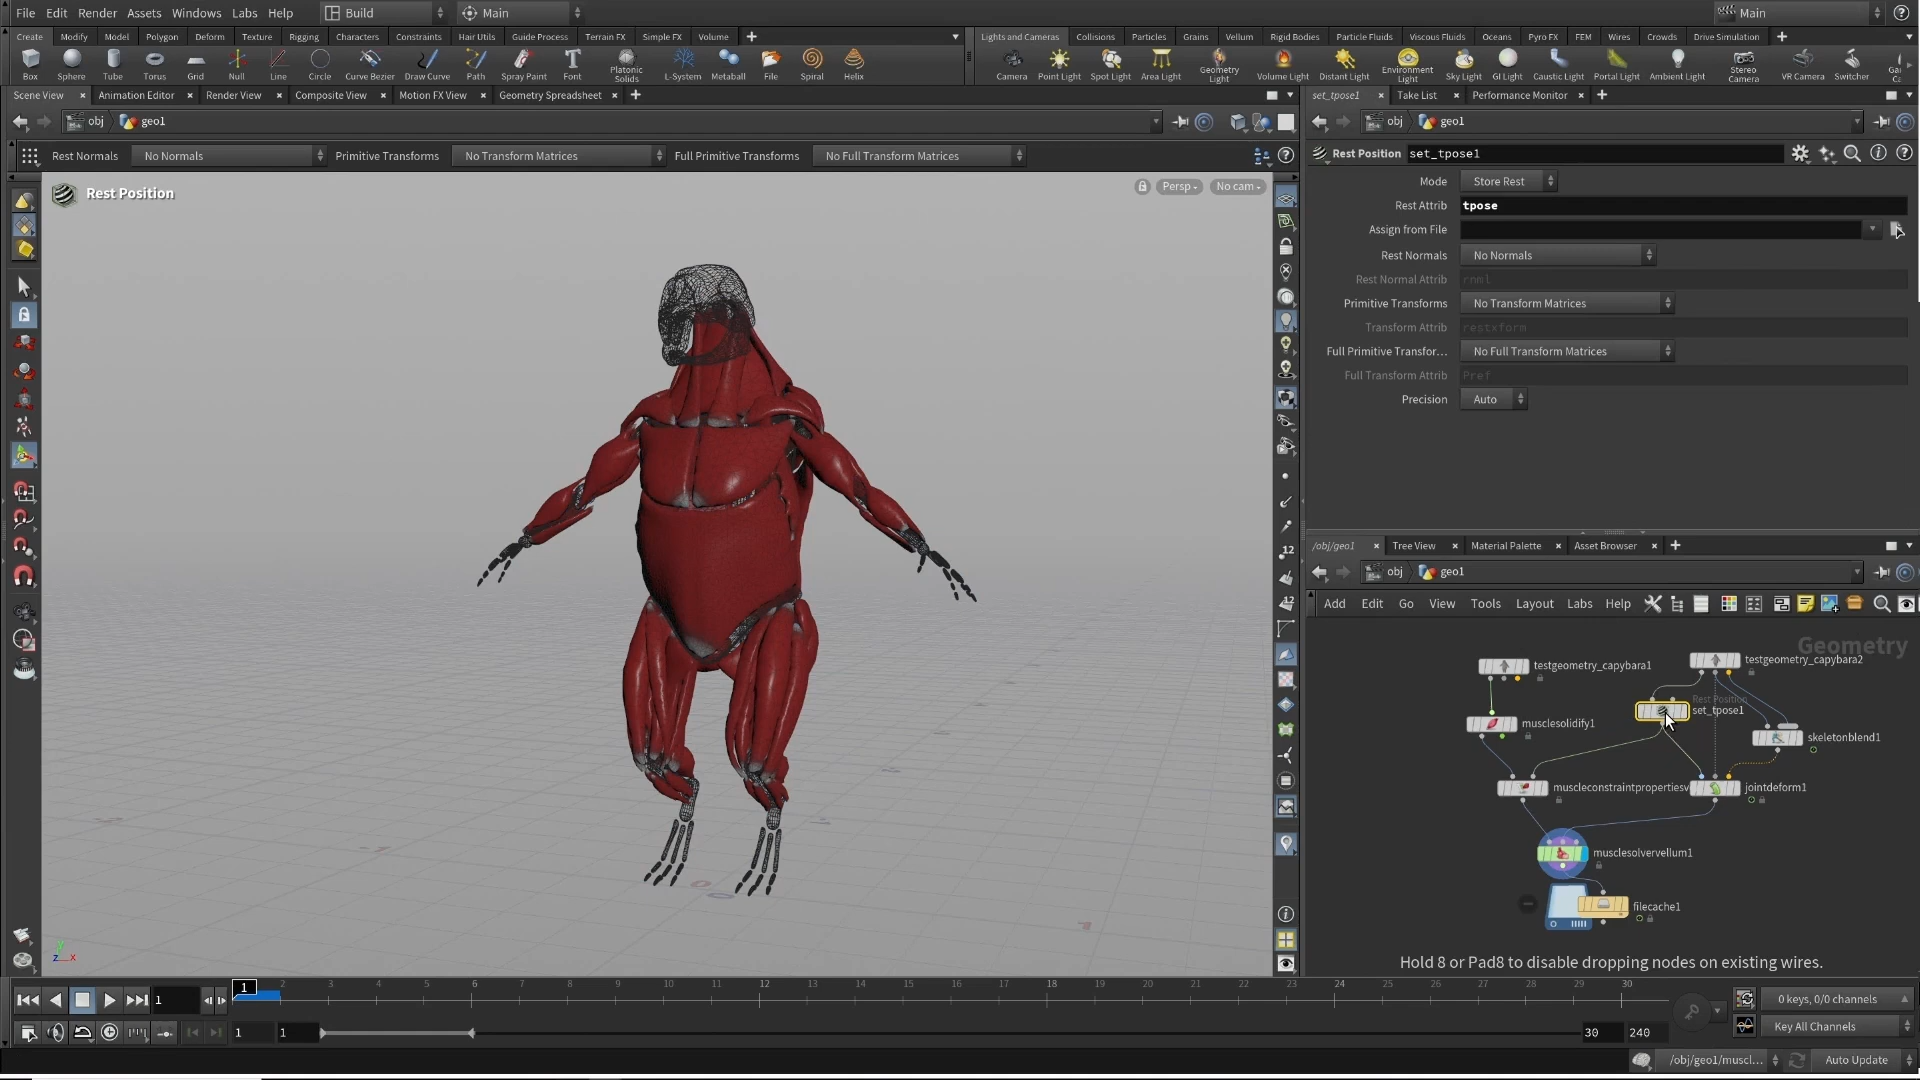 File Edit Render Assets Windows Labs Help Build Main Main
Create Modify Model Polygon Deform Texture Rigging Characters Constraints Hair Utils Guide Process Terrain FX Simple FX Volume
Lights and Cameras Collisions Particles Grains Vellum Rigid Bodies Particle Fluids Viscous Fluids Oceans Pyro FX FEM Wires Crowds Drive Simulation
Box Sphere Tube Torus Grid Null Line Circle Curve Bezier Draw Curve Path Spray Paint Font Platonic Solids L-System Metaball File Spiral Helix
Camera Point Light Spot Light Area Light Geometry Light Volume Light Distant Light Environment Light Sky Light GI Light Caustic Light Portal Light Ambient Light Stereo Camera VR Camera Switcher
Scene View Animation Editor Render View Composite View Motion FX View Geometry Spreadsheet
set_tpose1 Take List Performance Monitor
obj geo1
obj geo1
Rest Normals No Normals Primitive Transforms No Transform Matrices Full Primitive Transforms No Full Transform Matrices
Rest Position set_tpose1
Rest Position
Persp No cam
Mode Store Rest
Rest Attrib tpose
Assign from File
Rest Normals No Normals
Rest Normal Attrib rnml
Primitive Transforms No Transform Matrices
Transform Attrib restxform
Full Primitive Transfor... No Full Transform Matrices
Full Transform Attrib Pref
Precision Auto
/obj/geo1 Tree View Material Palette Asset Browser
obj geo1
Add Edit Go View Tools Layout Labs Help
Geometry
testgeometry_capybara1
testgeometry_capybara2
Rest Position
set_tpose1
musclesolidify1
skeletonblend1
muscleconstraintpropertiesv
jointdeform1
musclesolvervellum1
filecache1
Hold 8 or Pad8 to disable dropping nodes on existing wires.
12
12
z y x
1 1 2 3 4 5 6 7 8 9 10 11 12 13 14 15 16 17 18 19 20 21 22 23 24 25 26 27 28 29 30
0 keys, 0/0 channels
1 1 30 240
Key All Channels
/obj/geo1/muscl... Auto Update